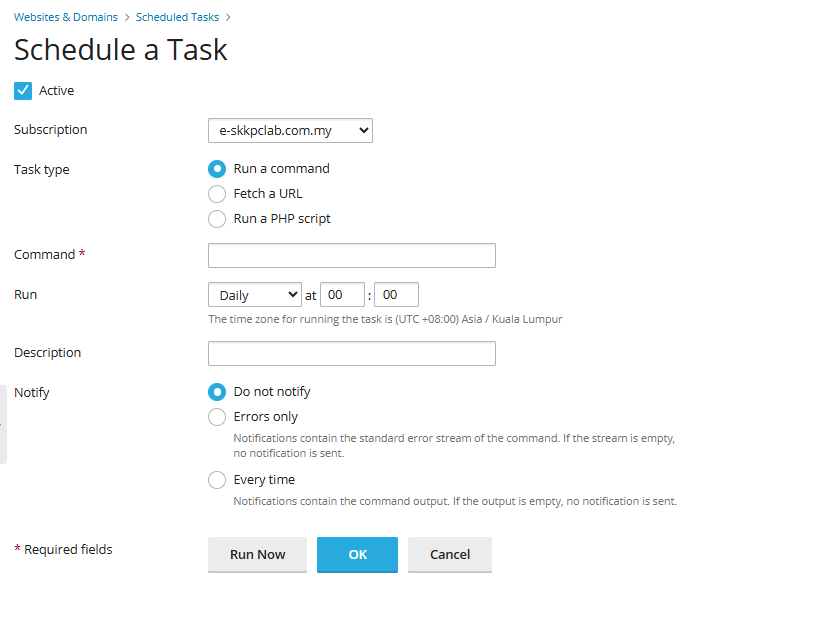 Websites & Domains > Scheduled Tasks >
Schedule a Task
Active
Subscription e-skkpclab.com.my
Task type Run a command
Fetch a URL
Run a PHP script
Command *
Run Daily at 00 : 00
The time zone for running the task is (UTC +08:00) Asia / Kuala Lumpur
Description
Notify Do not notify
Errors only
Notifications contain the standard error stream of the command. If the stream is empty,
no notification is sent.
Every time
Notifications contain the command output. If the output is empty, no notification is sent.
* Required fields Run Now OK Cancel